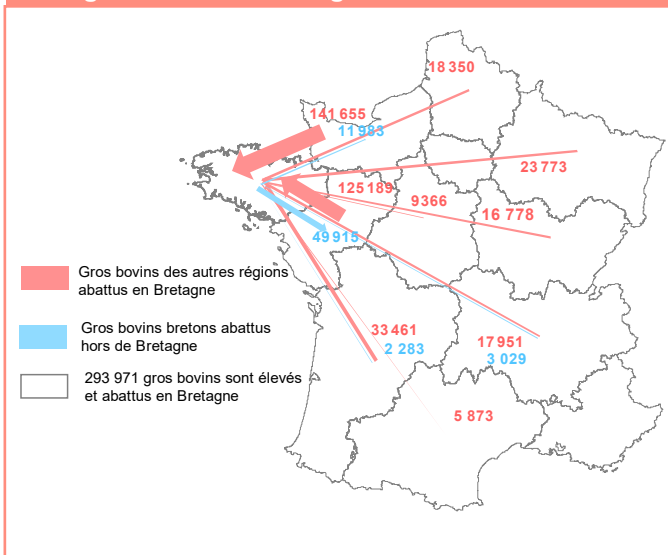 18 350
141 655
11 983
23 773
125 189
9366
16 778
49 915
Gros bovins des autres régions
abattus en Bretagne
Gros bovins bretons abattus
hors de Bretagne
33 461
2 283
17 951
3 029
293 971 gros bovins sont élevés
et abattus en Bretagne
5 873